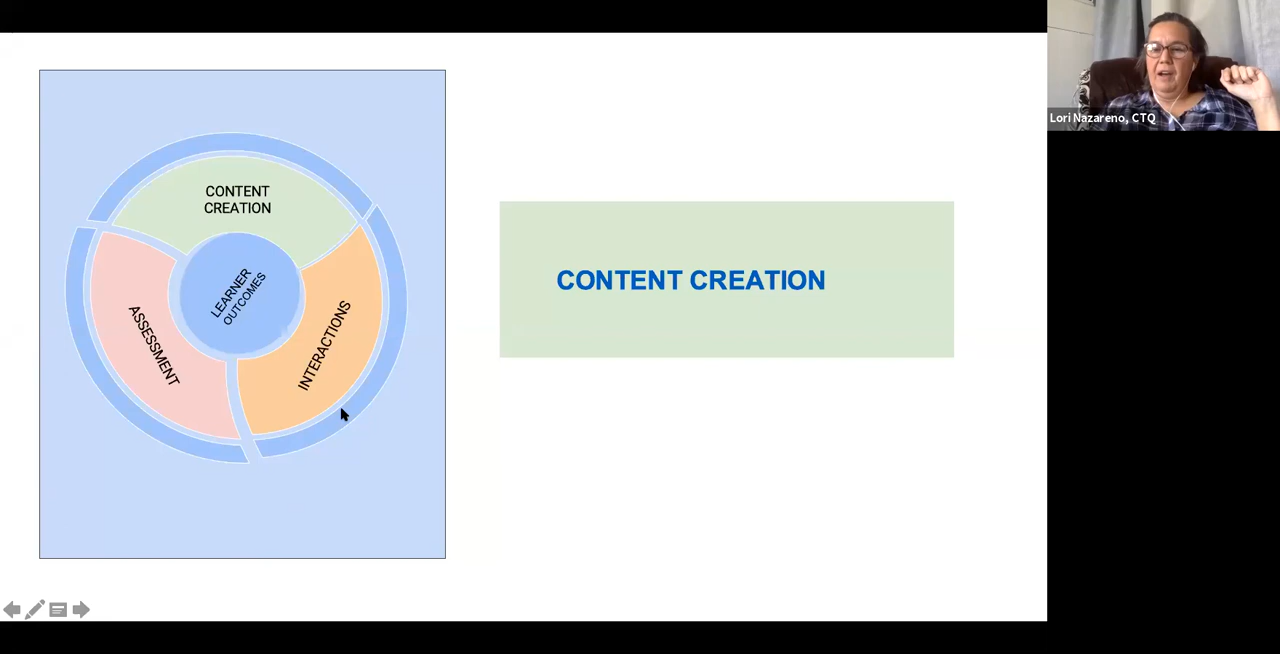 CONTENT
CREATION
LEARNER
OUTCOMES
ASSESSMENT
INTERACTIONS
CONTENT CREATION
Lori Nazareno, CTQ